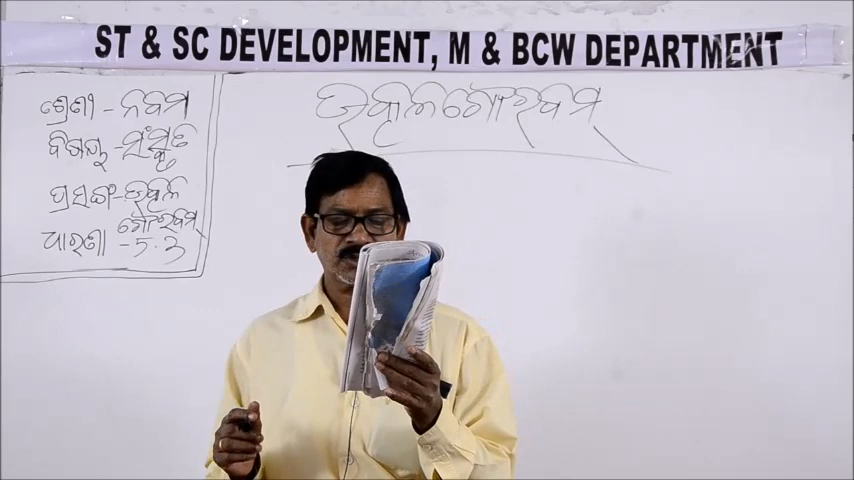 ST & SC DEVELOPMENT, M & BCW DEPARTMENT
ଉତ୍କଳଗୌରବମ୍
ଶ୍ରେଣୀ - ନବମ
ବିଷୟ - ସଂସ୍କୃତ
ପ୍ରସଙ୍ଗ - ଉତ୍କଳ
ଗୌରବମ୍
ଧାରଣା - 5.3